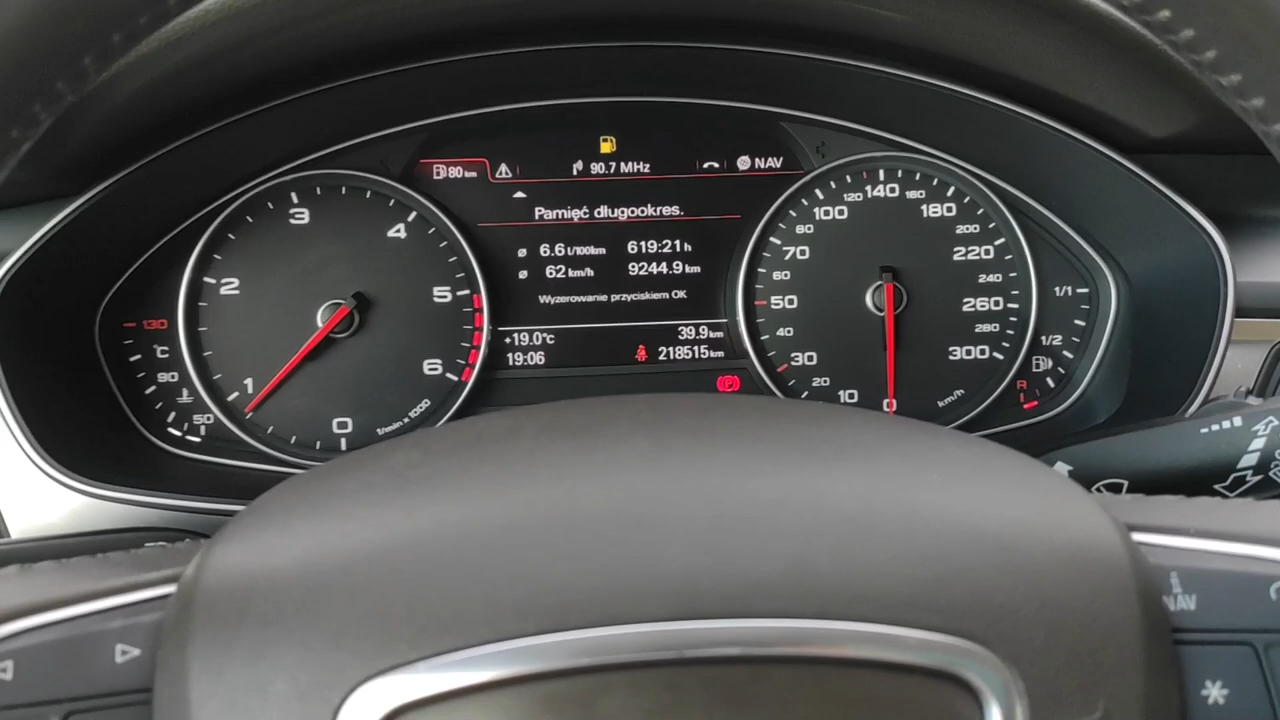 80 km
90.7 MHz
NAV
Pamięć długookres.
ø 6.6 l/100km 619:21 h
ø 62 km/h 9244.9 km
Wyzerowanie przyciskiem OK
+19.0°C 39.9 km
19:06 218515 km
(P)
0
1
2
3
4
5
6
1/min x 1000
130
°C
90
50
0
10
20
30
40
50
60
70
80
100
120
140
160
180
200
220
240
260
280
300
km/h
1/1
1/2
R
NAV
*